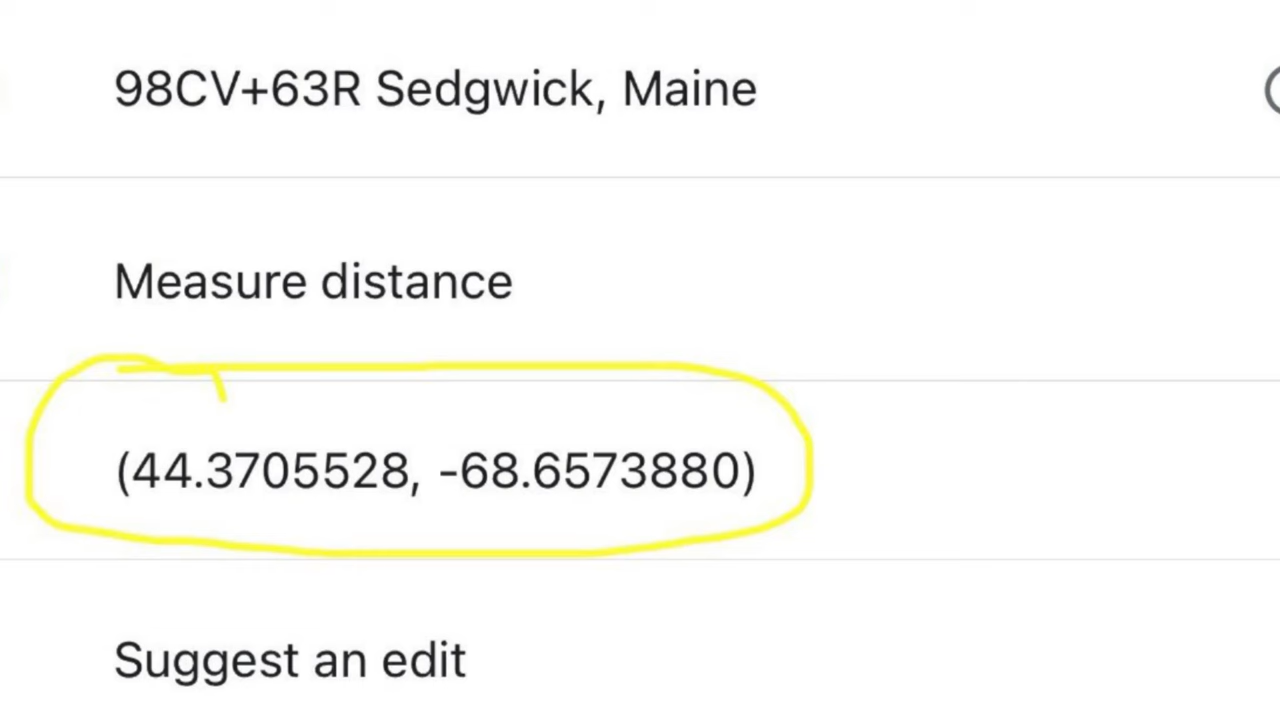 98CV+63R Sedgwick, Maine
Measure distance
(44.3705528, -68.6573880)
Suggest an edit